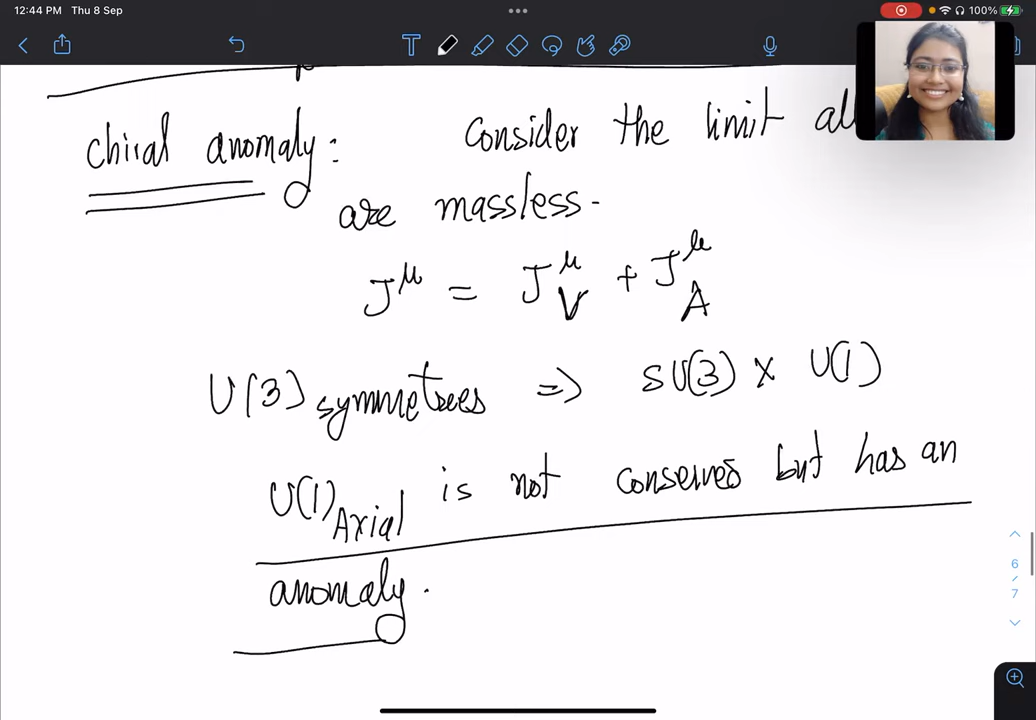 12:44 PM Thu 8 Sep
100%
chiral anomaly: Consider the limit all
are massless.
J^μ = J^μ_V + J^μ_A
U(3) symmetrees => SU(3) × U(1)
U(1)_Axial is not conserves but has an
anomaly.
6
7